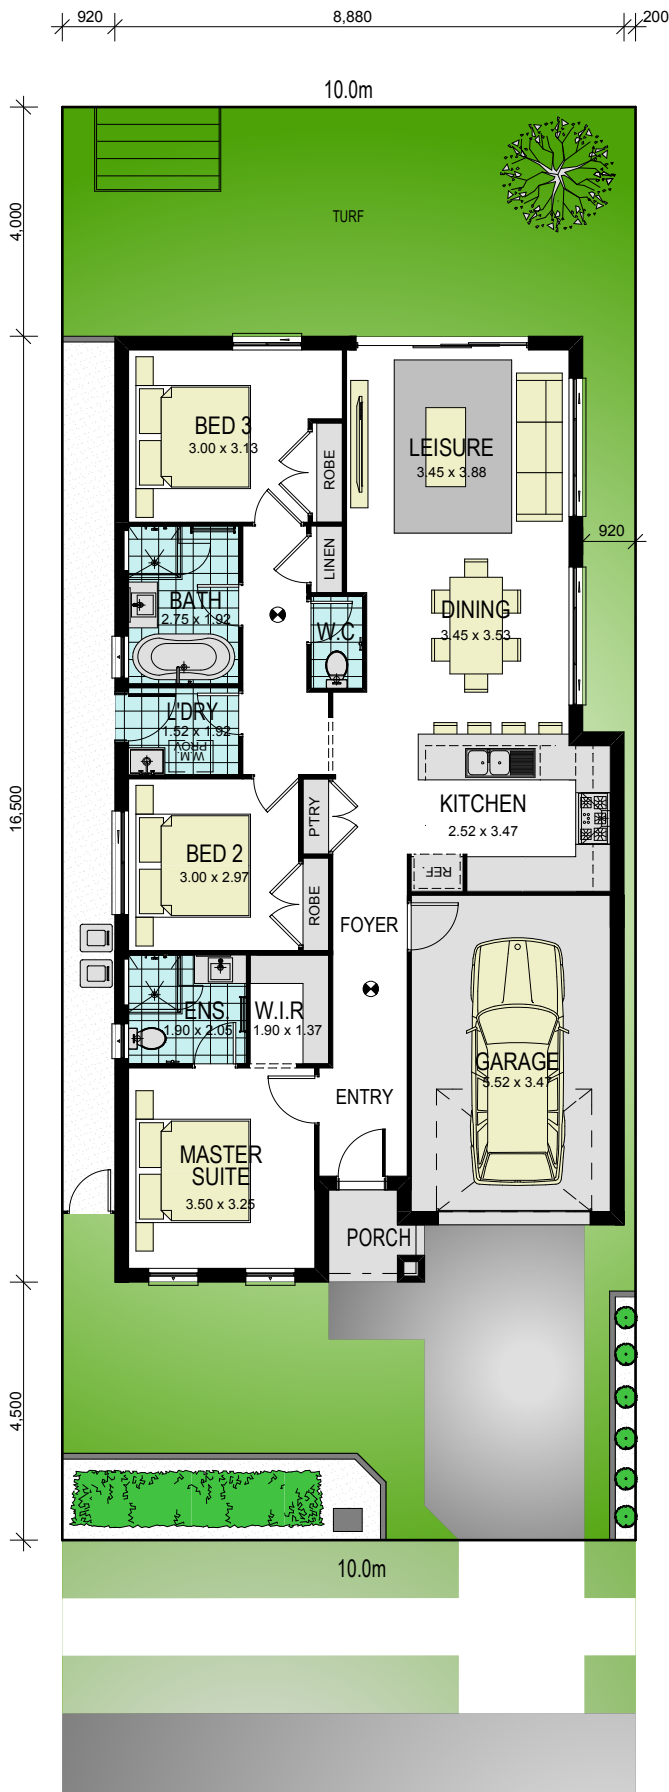 920
8,880
200
10.0m
4,000
TURF
BED 3
3.00 x 3.13
ROBE
LEISURE
3.45 x 3.88
LINEN
920
BATH
2.75 x 1.92
W.C
DINING
3.45 x 3.53
L'DRY
1.52 x 1.92
W.M.
PROV
16,500
BED 2
3.00 x 2.97
P'TRY
KITCHEN
2.52 x 3.47
REF.
ROBE
FOYER
ENS.
1.90 x 2.05
W.I.R
1.90 x 1.37
GARAGE
5.52 x 3.47
ENTRY
MASTER
SUITE
3.50 x 3.25
PORCH
4,500
10.0m